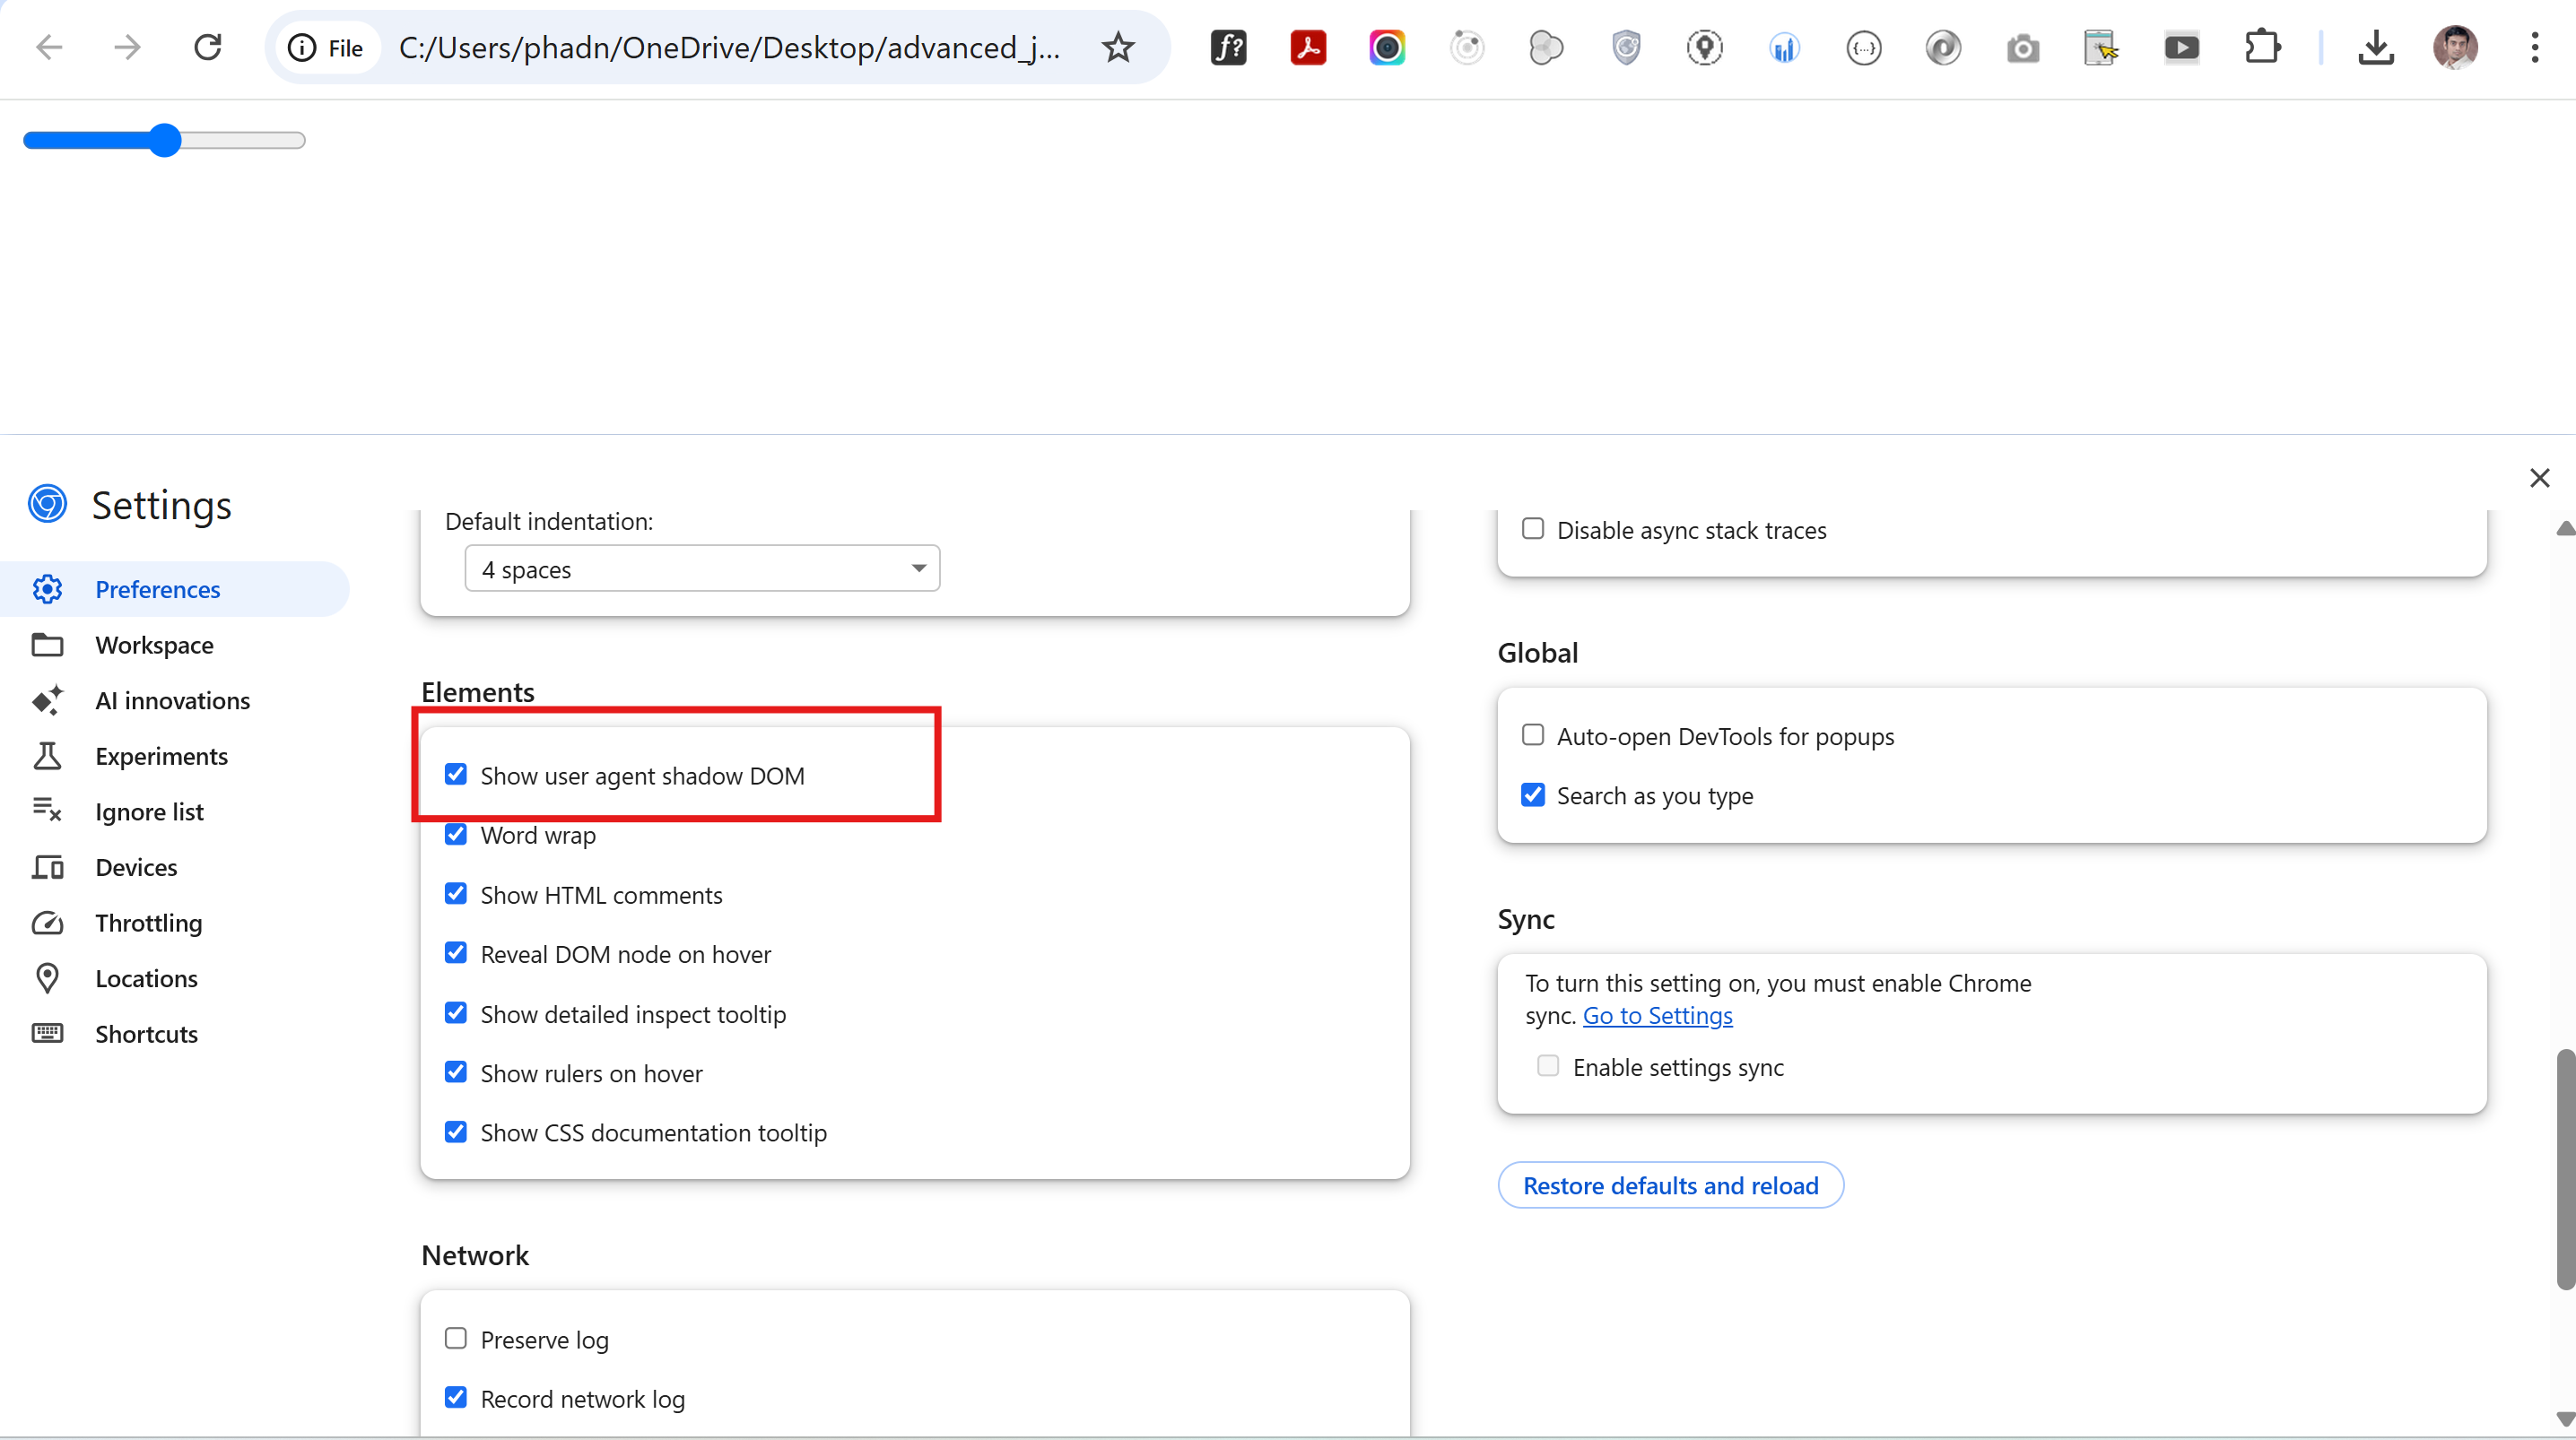 File
C:/Users/phadn/OneDrive/Desktop/advanced_j...
f?
{...}
Settings
Preferences
Workspace
AI innovations
Experiments
Ignore list
Devices
Throttling
Locations
Shortcuts
Default indentation:
4 spaces
Elements
Show user agent shadow DOM
Word wrap
Show HTML comments
Reveal DOM node on hover
Show detailed inspect tooltip
Show rulers on hover
Show CSS documentation tooltip
Network
Preserve log
Record network log
Disable async stack traces
Global
Auto-open DevTools for popups
Search as you type
Sync
To turn this setting on, you must enable Chrome
sync. Go to Settings
Enable settings sync
Restore defaults and reload